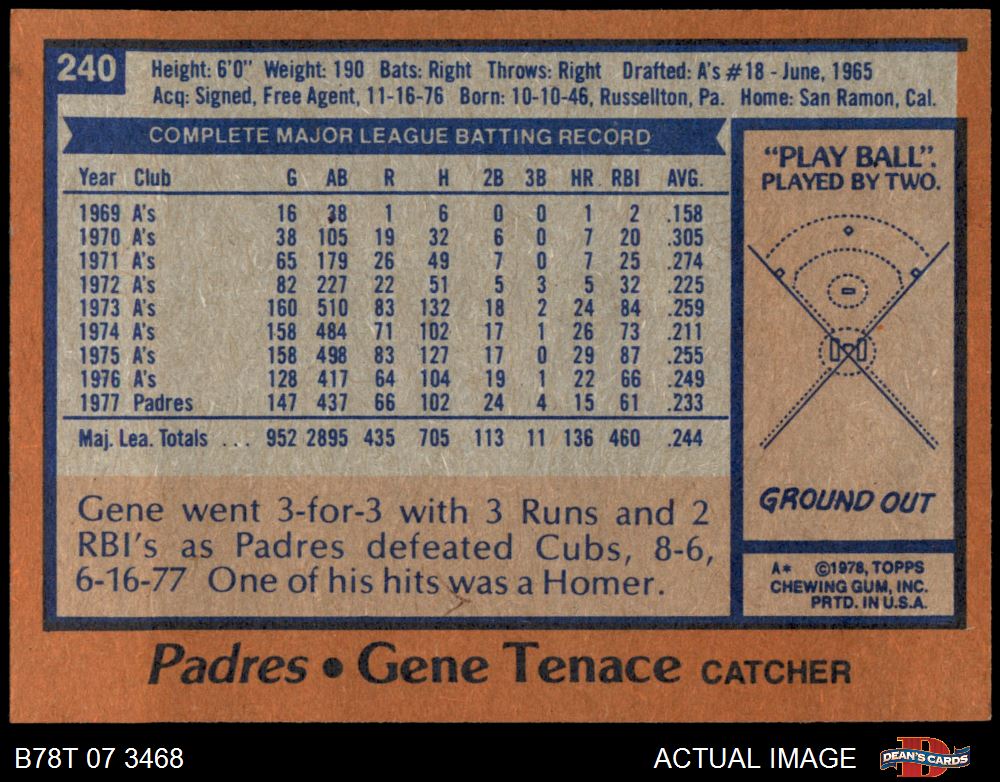 240
Height: 6'0" Weight: 190 Bats: Right Throws: Right Drafted: A's #18 - June, 1965
Acq: Signed, Free Agent, 11-16-76 Born: 10-10-46, Russellton, Pa. Home: San Ramon, Cal.
COMPLETE MAJOR LEAGUE BATTING RECORD
Year Club G AB R H 2B 3B HR. RBI AVG.
1969 A's 16 38 1 6 0 0 1 2 .158
1970 A's 38 105 19 32 6 0 7 20 .305
1971 A's 65 179 26 49 7 0 7 25 .274
1972 A's 82 227 22 51 5 3 5 32 .225
1973 A's 160 510 83 132 18 2 24 84 .259
1974 A's 158 484 71 102 17 1 26 73 .211
1975 A's 158 498 83 127 17 0 29 87 .255
1976 A's 128 417 64 104 19 1 22 66 .249
1977 Padres 147 437 66 102 24 4 15 61 .233
Maj. Lea. Totals ... 952 2895 435 705 113 11 136 460 .244
Gene went 3-for-3 with 3 Runs and 2
RBI's as Padres defeated Cubs, 8-6,
6-16-77 One of his hits was a Homer.
"PLAY BALL".
PLAYED BY TWO.
GROUND OUT
A* ©1978, TOPPS
CHEWING GUM, INC.
PRTD. IN U.S.A.
Padres • Gene Tenace CATCHER
B78T 07 3468
ACTUAL IMAGE
DEAN'S CARDS